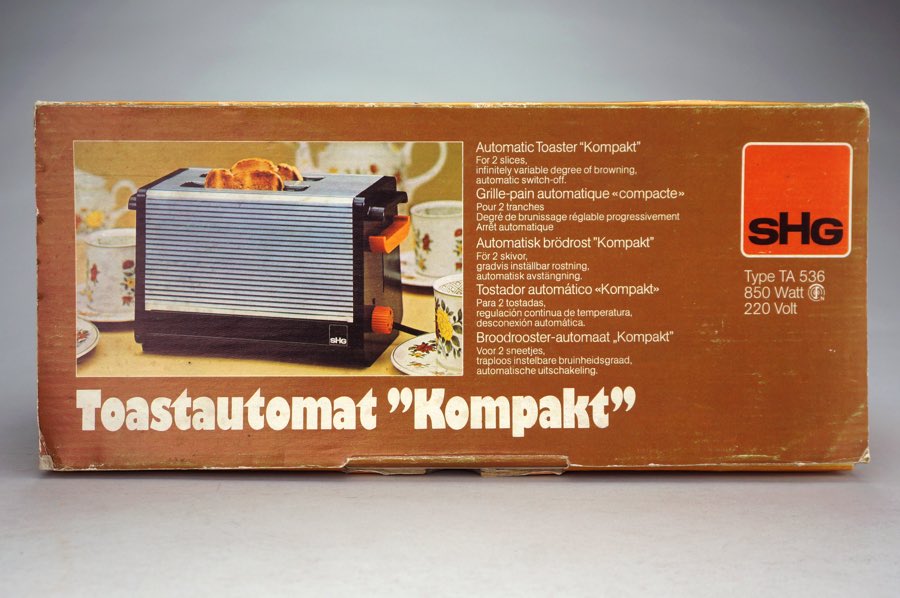 Automatic Toaster "Kompakt"
For 2 slices,
infinitely variable degree of browning,
automatic switch-off.
Grille-pain automatique «compacte»
Pour 2 tranches
Degré de brunissage réglable progressivement
Arrêt automatique
Automatisk brödrost "Kompakt"
För 2 skivor,
gradvis inställbar rostning,
automatisk avstängning.
Tostador automático «Kompakt»
Para 2 tostadas,
regulación continua de temperatura,
desconexión automática.
Broodrooster-automaat „Kompakt"
Voor 2 sneetjes,
traploos instelbare bruinheidsgraad,
automatische uitschakeling.
SHG
Type TA 536
850 Watt
220 Volt
SHG
Toastautomat "Kompakt"